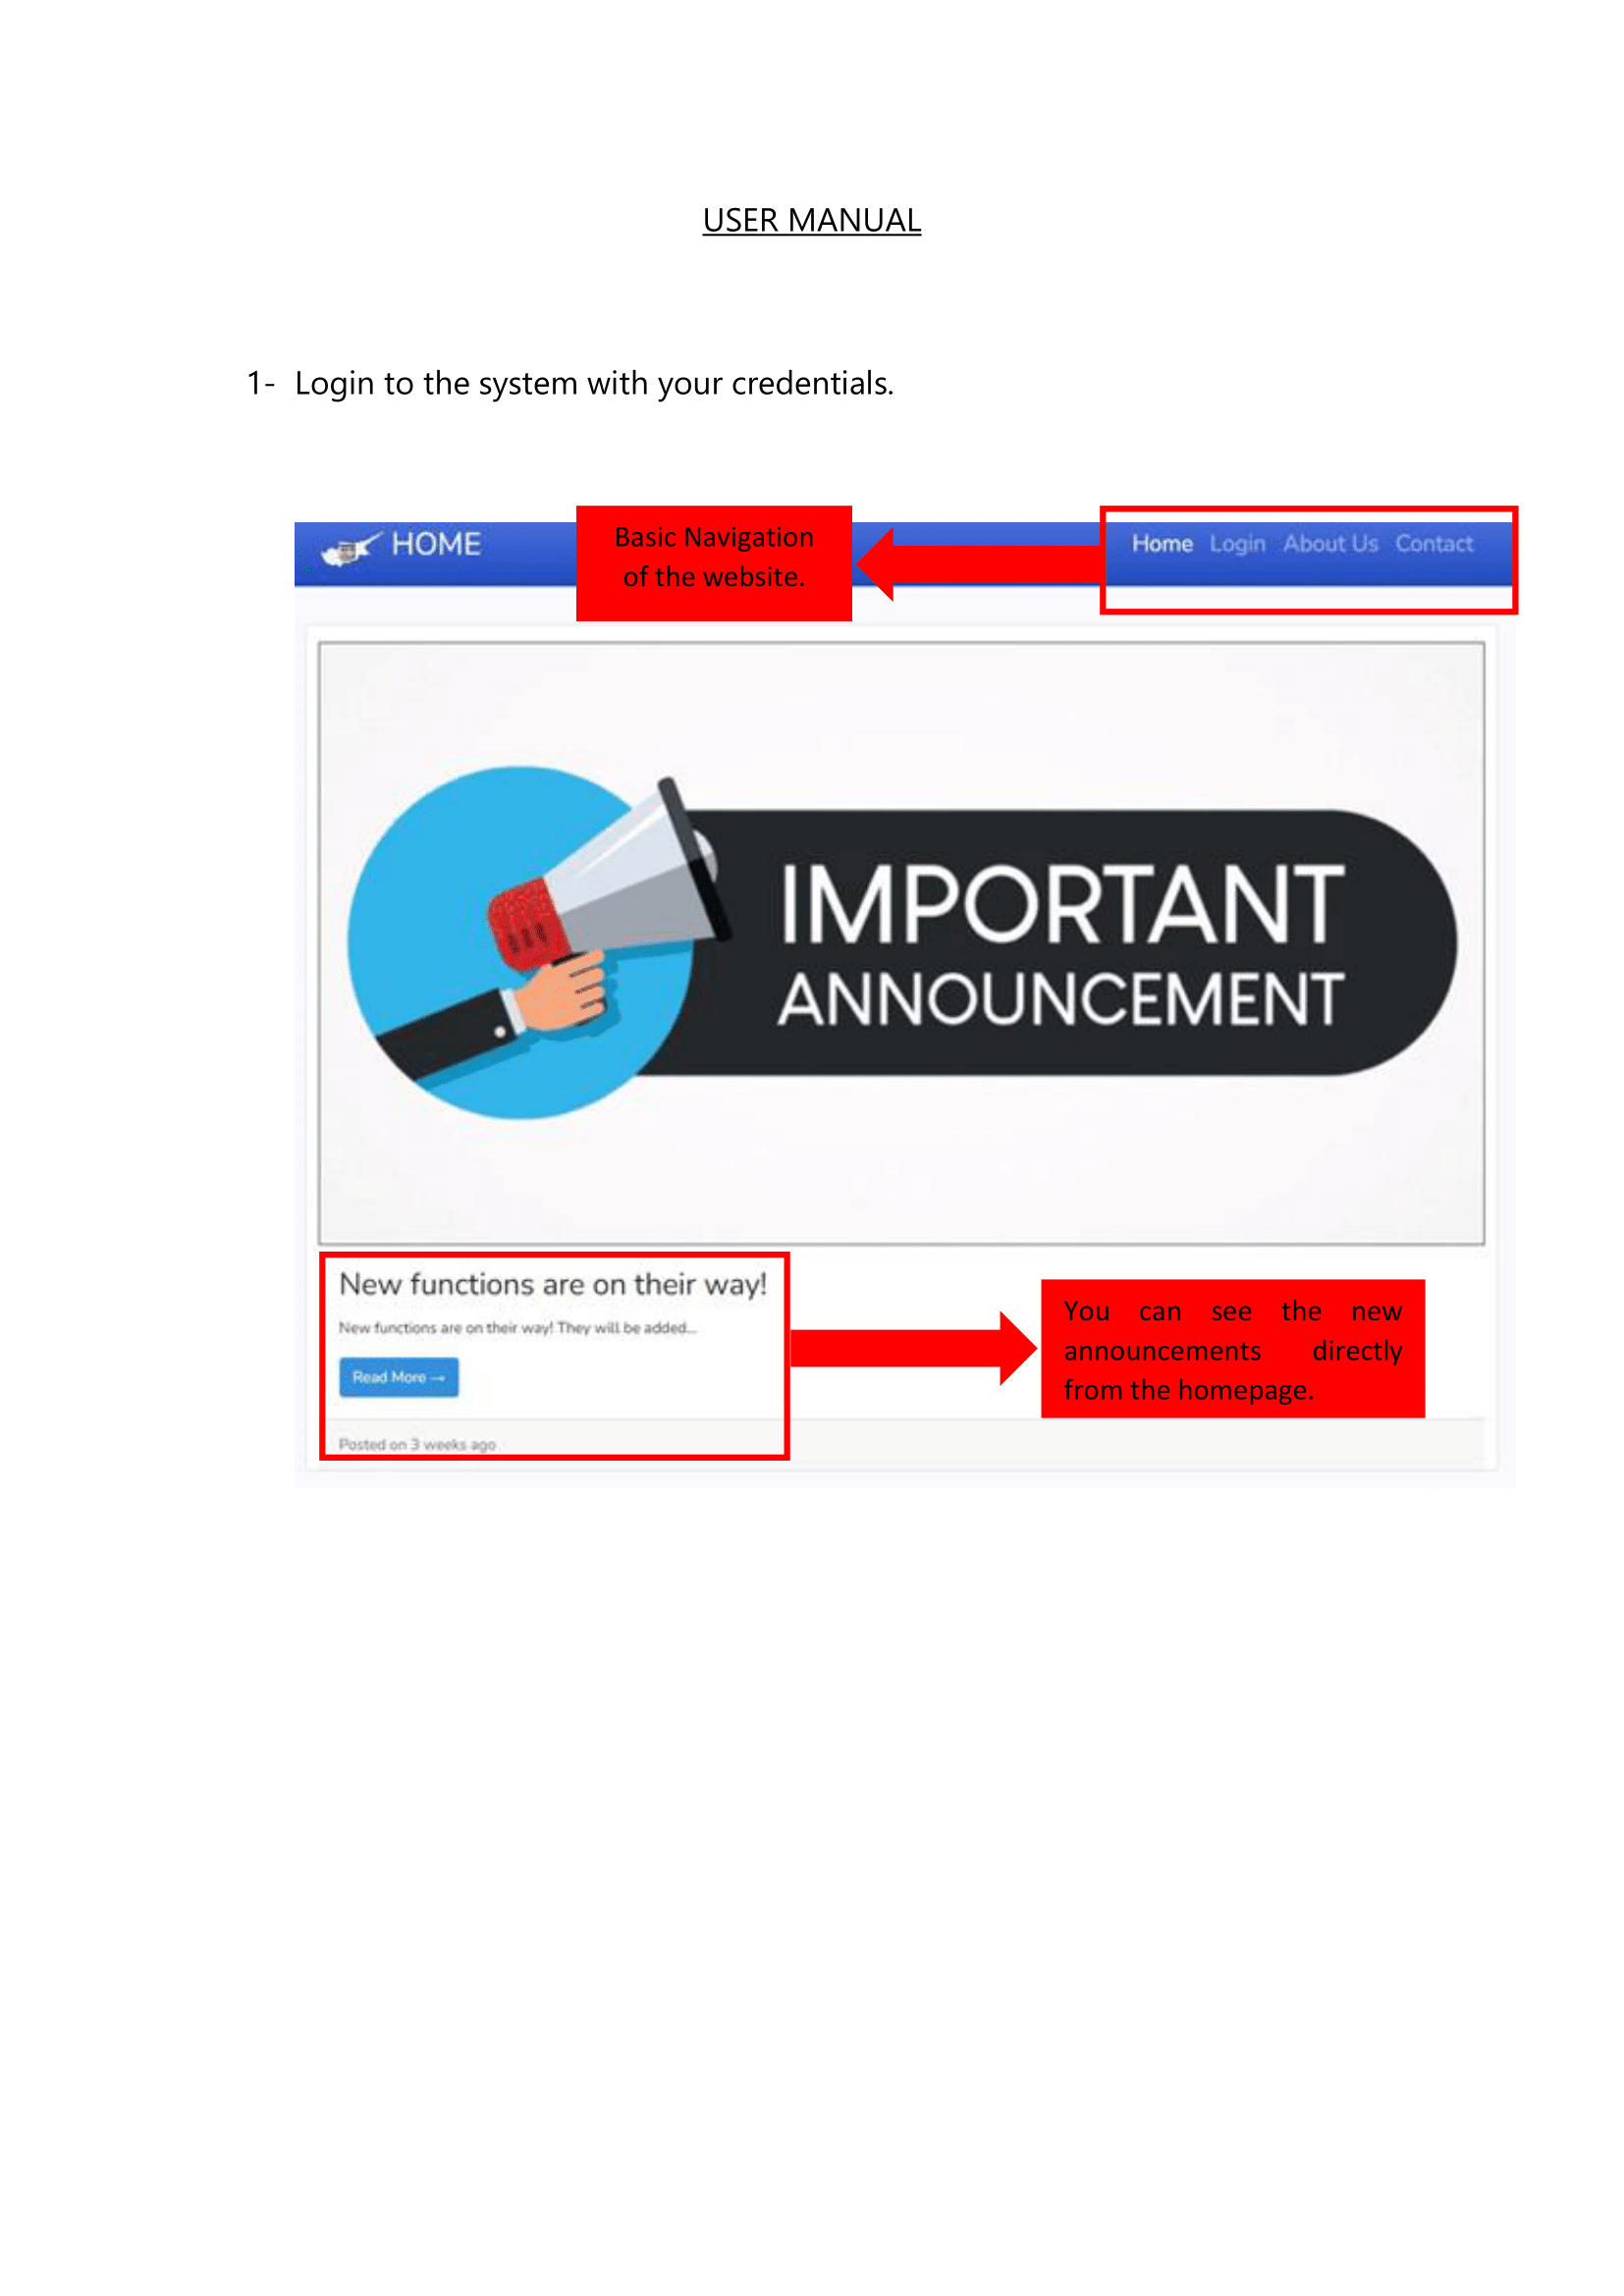 USER MANUAL
1- Login to the system with your credentials.
HOME
Basic Navigation
of the website.
Home Login About Us Contact
IMPORTANT
ANNOUNCEMENT
New functions are on their way!
New functions are on their way! They will be added...
Read More →
Posted on 3 weeks ago
You can see the new
announcements directly
from the homepage.